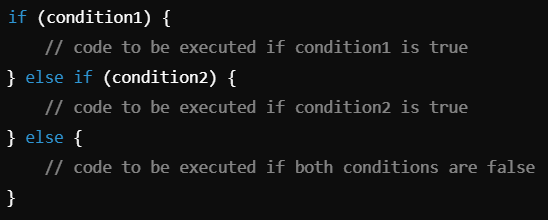 if (condition1) {
    // code to be executed if condition1 is true
} else if (condition2) {
    // code to be executed if condition2 is true
} else {
    // code to be executed if both conditions are false
}